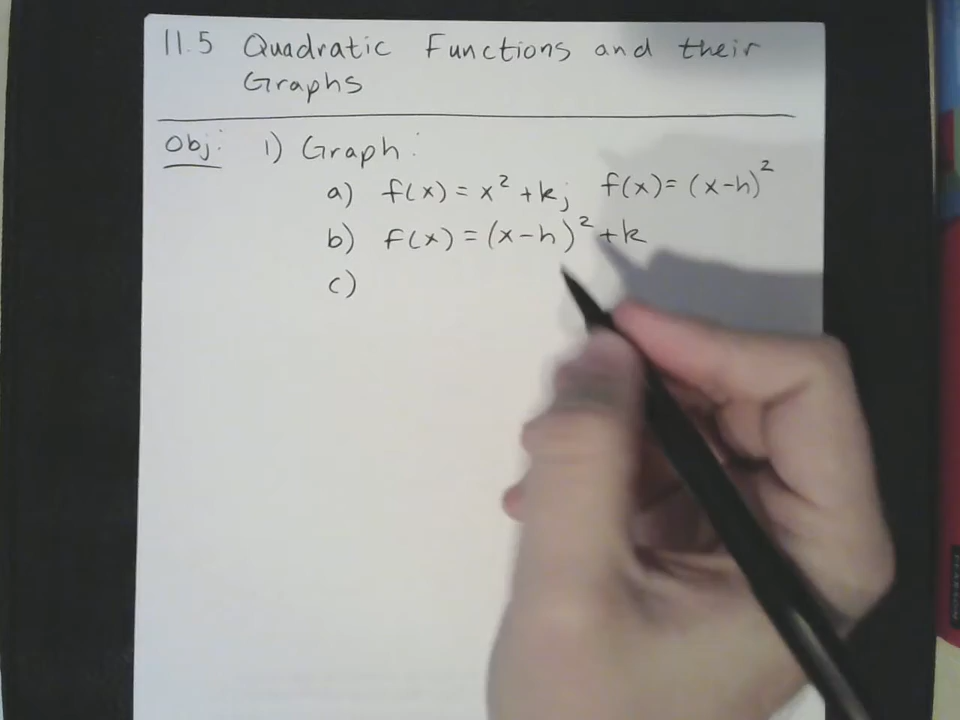 11.5 Quadratic Functions and their
Graphs
Obj: 1) Graph:
a) f(x) = x² + k; f(x) = (x-h)²
b) f(x) = (x-h)² + k
c)